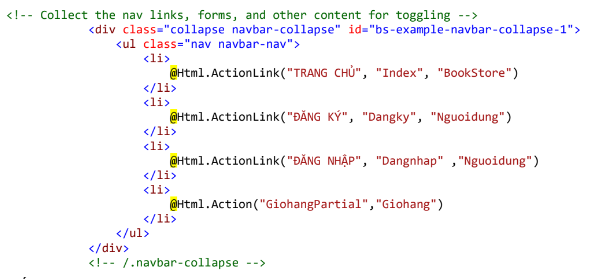 <!-- Collect the nav links, forms, and other content for toggling -->
<div class="collapse navbar-collapse" id="bs-example-navbar-collapse-1">
<ul class="nav navbar-nav">
<li>
@Html.ActionLink("TRANG CHỦ", "Index", "BookStore")
</li>
<li>
@Html.ActionLink("ĐĂNG KÝ", "Dangky", "Nguoidung")
</li>
<li>
@Html.ActionLink("ĐĂNG NHẬP", "Dangnhap" ,"Nguoidung")
</li>
<li>
@Html.Action("GiohangPartial","Giohang")
</li>
</ul>
</div>
<!-- /.navbar-collapse -->